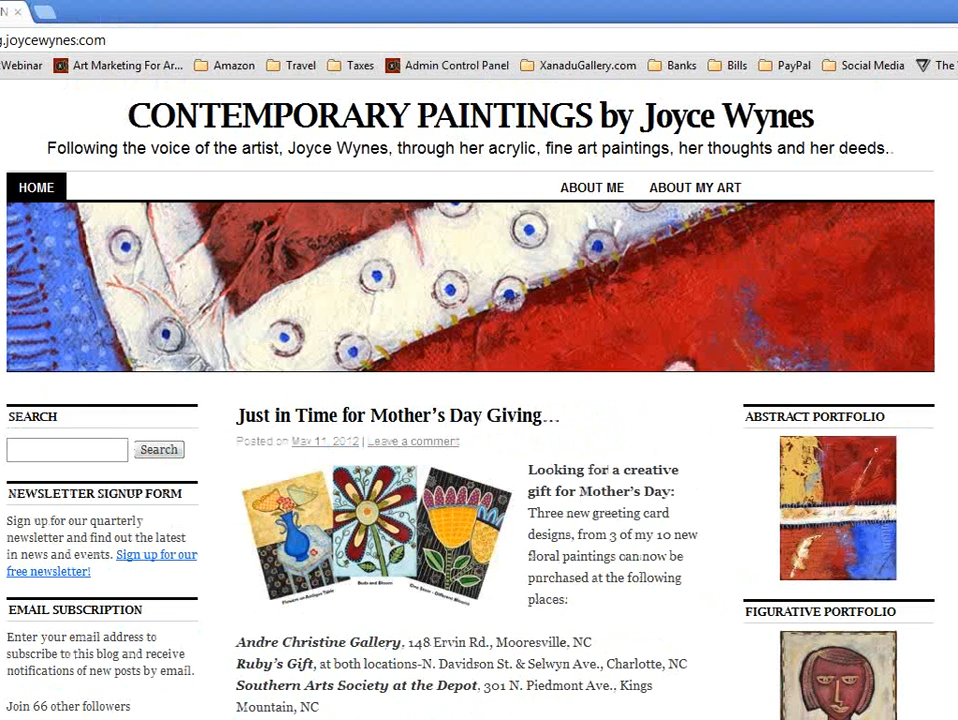 N ×
g.joycewynes.com
Webinar Art Marketing For Ar... Amazon Travel Taxes Admin Control Panel XanaduGallery.com Banks Bills PayPal Social Media The
CONTEMPORARY PAINTINGS by Joyce Wynes
Following the voice of the artist, Joyce Wynes, through her acrylic, fine art paintings, her thoughts and her deeds..
HOME ABOUT ME ABOUT MY ART
SEARCH
Search
NEWSLETTER SIGNUP FORM
Sign up for our quarterly
newsletter and find out the latest
in news and events. Sign up for our
free newsletter!
EMAIL SUBSCRIPTION
Enter your email address to
subscribe to this blog and receive
notifications of new posts by email.
Join 66 other followers
Just in Time for Mother's Day Giving…
Posted on May 11, 2012 | Leave a comment
Flowers on Antique Table
Buds and Bloom
Looking for a creative
gift for Mother's Day:
Three new greeting card
designs, from 3 of my 10 new
floral paintings can now be
purchased at the following
places:
Andre Christine Gallery, 148 Ervin Rd., Mooresville, NC
Ruby's Gift, at both locations-N. Davidson St. & Selwyn Ave., Charlotte, NC
Southern Arts Society at the Depot, 301 N. Piedmont Ave., Kings
Mountain, NC
ABSTRACT PORTFOLIO
FIGURATIVE PORTFOLIO